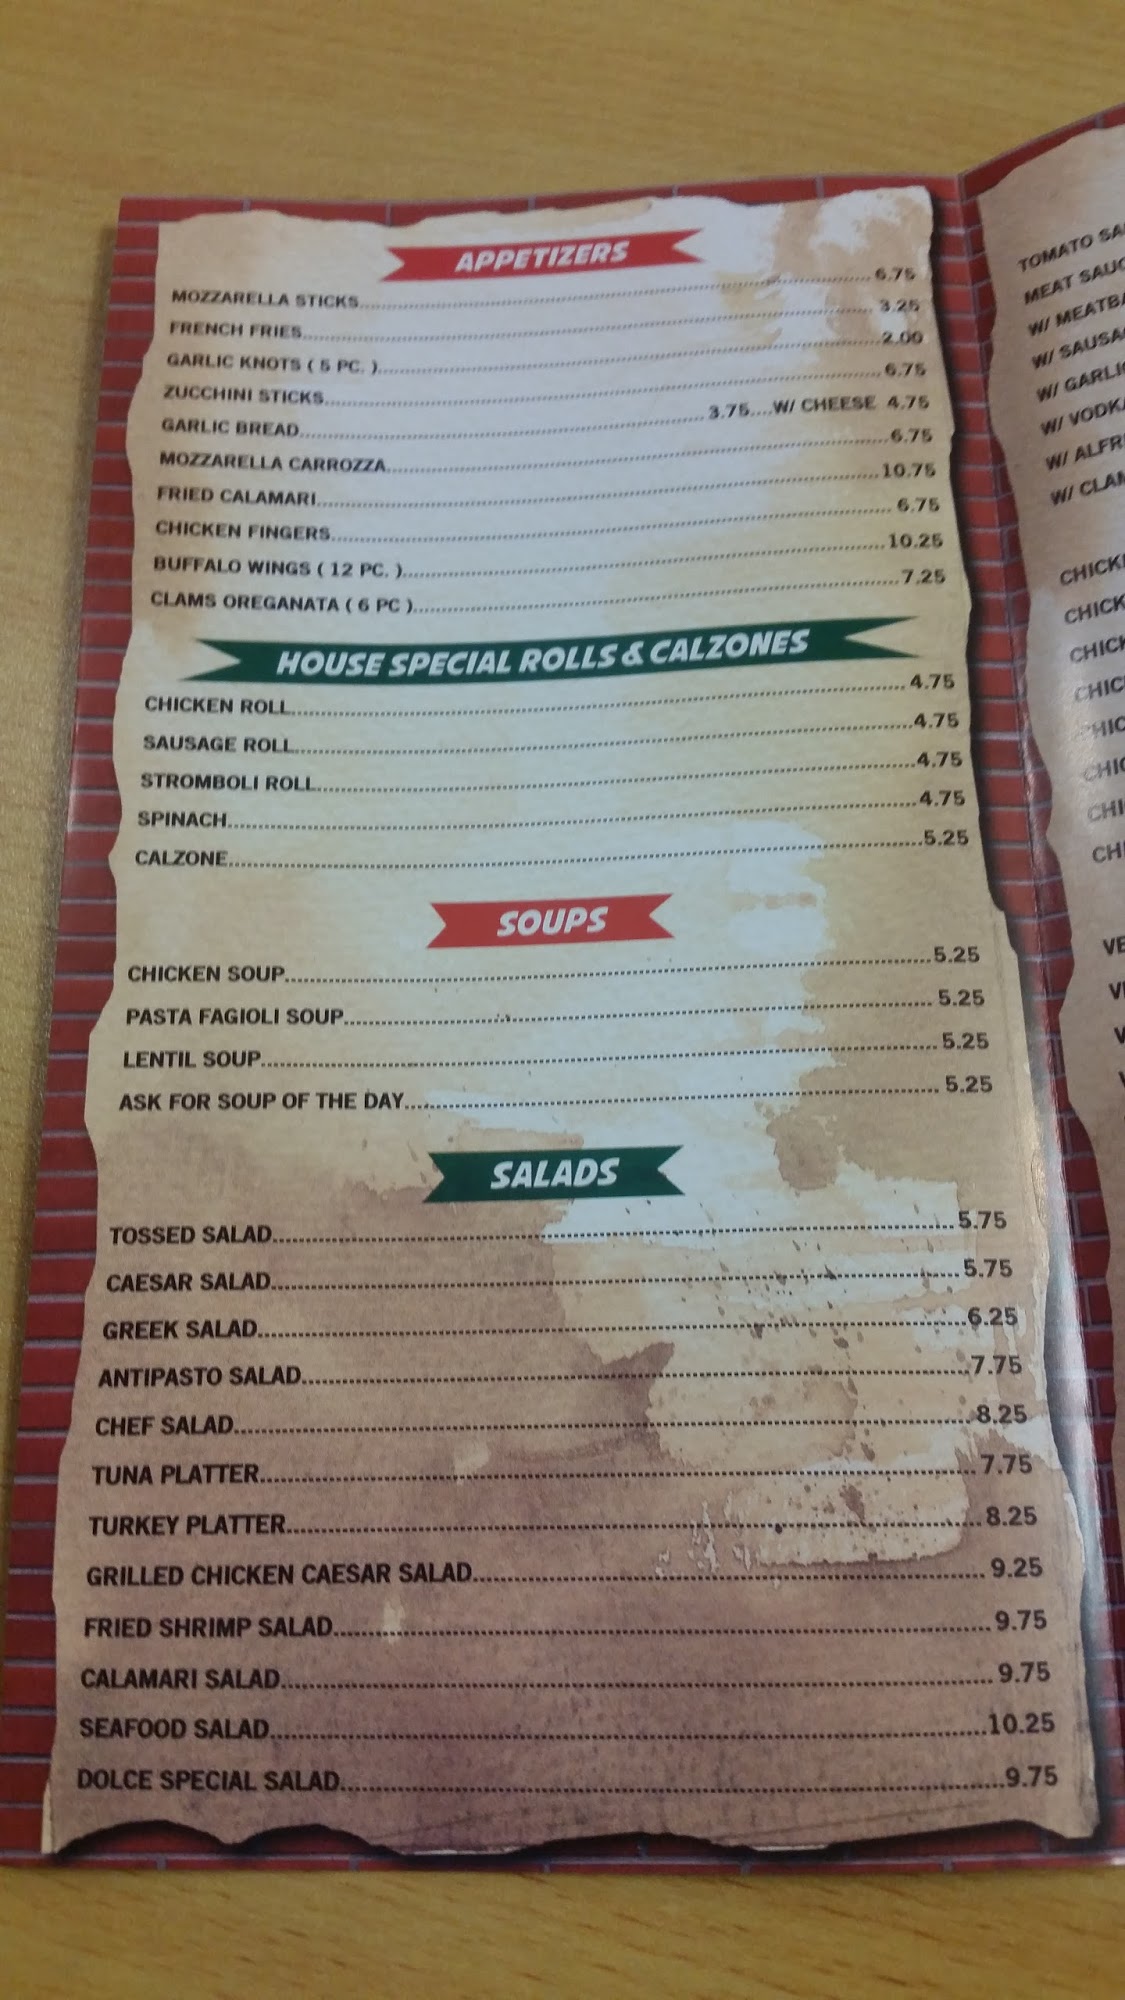 APPETIZERS
MOZZARELLA STICKS 6.75
FRENCH FRIES 3.25
GARLIC KNOTS ( 5 PC. ) 2.00
ZUCCHINI STICKS 6.75
GARLIC BREAD 3.75....W/ CHEESE 4.75
MOZZARELLA CARROZZA 6.75
FRIED CALAMARI 10.75
CHICKEN FINGERS 6.75
BUFFALO WINGS ( 12 PC. ) 10.25
CLAMS OREGANATA ( 6 PC ) 7.25
HOUSE SPECIAL ROLLS & CALZONES
CHICKEN ROLL 4.75
SAUSAGE ROLL 4.75
STROMBOLI ROLL 4.75
SPINACH 4.75
CALZONE 5.25
SOUPS
CHICKEN SOUP 5.25
PASTA FAGIOLI SOUP 5.25
LENTIL SOUP 5.25
ASK FOR SOUP OF THE DAY 5.25
SALADS
TOSSED SALAD 5.75
CAESAR SALAD 5.75
GREEK SALAD 6.25
ANTIPASTO SALAD 7.75
CHEF SALAD 8.25
TUNA PLATTER 7.75
TURKEY PLATTER 8.25
GRILLED CHICKEN CAESAR SALAD 9.25
FRIED SHRIMP SALAD 9.75
CALAMARI SALAD 9.75
SEAFOOD SALAD 10.25
DOLCE SPECIAL SALAD 9.75
TOMATO
MEAT
W/
W/
W/
W/
W/
W/